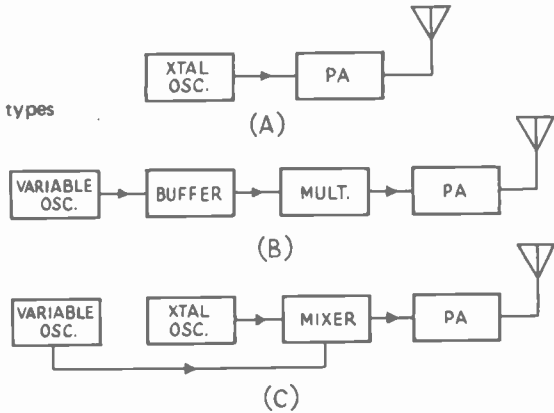 XTAL
OSC.
PA
types
(A)
VARIABLE
OSC.
BUFFER
MULT.
PA
(B)
VARIABLE
OSC.
XTAL
OSC.
MIXER
PA
(C)